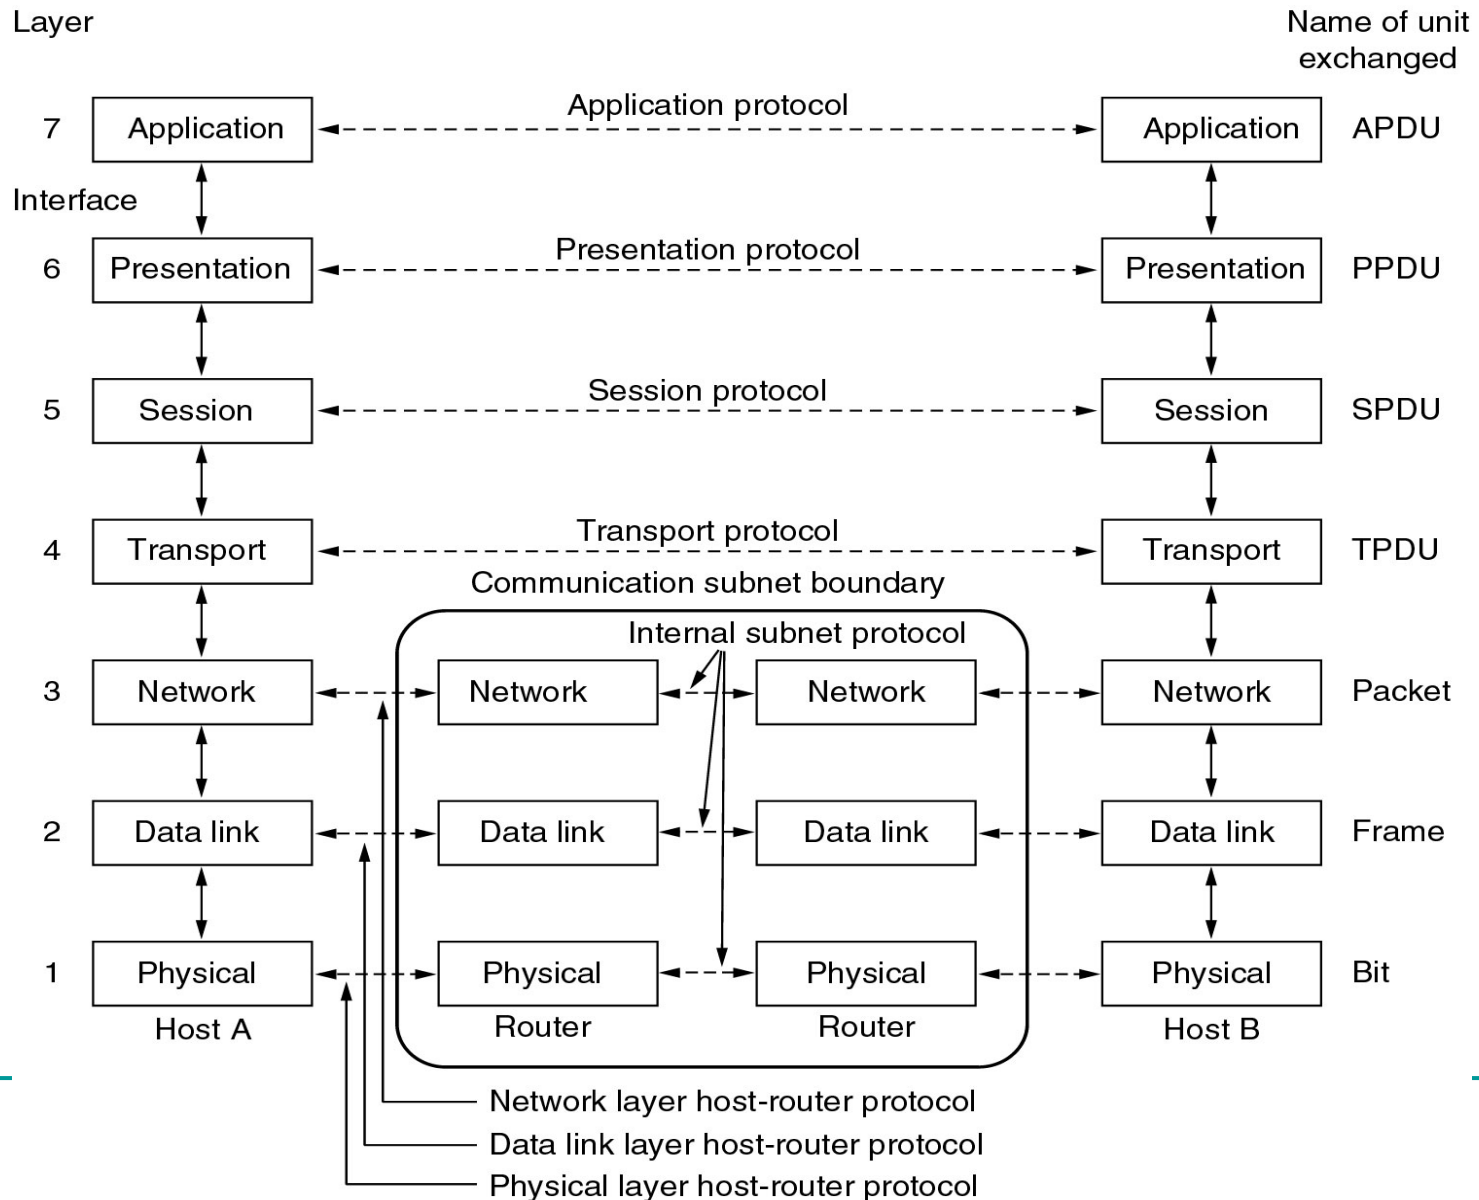 Layer
Name of unit
exchanged
Application protocol
7 Application Application APDU
Interface
Presentation protocol
6 Presentation Presentation PPDU
Session protocol
5 Session Session SPDU
Transport protocol
4 Transport Transport TPDU
Communication subnet boundary
Internal subnet protocol
3 Network Network Network Network Packet
2 Data link Data link Data link Data link Frame
1 Physical Physical Physical Physical Bit
Host A Router Router Host B
Network layer host-router protocol
Data link layer host-router protocol
Physical layer host-router protocol